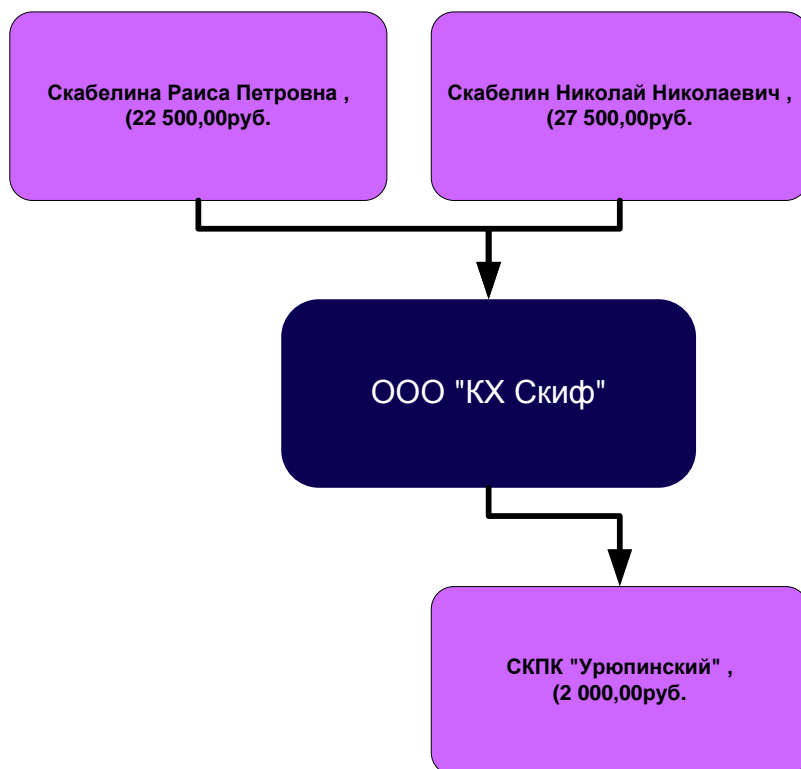 Скабелина Раиса Петровна ,
(22 500,00руб.
Скабелин Николай Николаевич ,
(27 500,00руб.
ООО "КХ Скиф"
СКПК "Урюпинский" ,
(2 000,00руб.